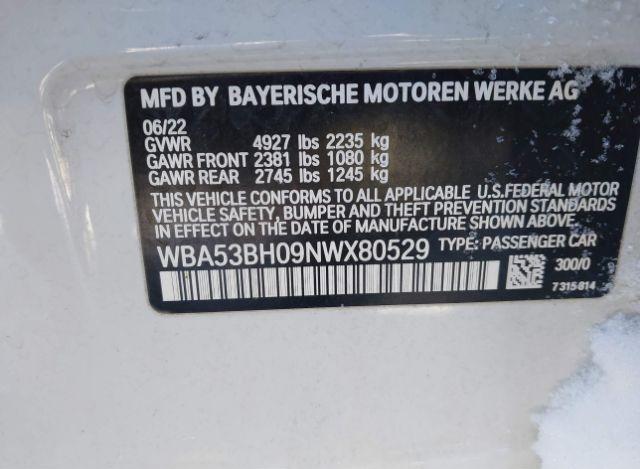 MFD BY BAYERISCHE MOTOREN WERKE AG
06/22
GVWR 4927 lbs 2235 kg
GAWR FRONT 2381 lbs 1080 kg
GAWR REAR 2745 lbs 1245 kg
THIS VEHICLE CONFORMS TO ALL APPLICABLE U.S.FEDERAL MOTOR
VEHICLE SAFETY, BUMPER AND THEFT PREVENTION STANDARDS
IN EFFECT ON THE DATE OF MANUFACTURE SHOWN ABOVE.
WBA53BH09NWX80529 TYPE: PASSENGER CAR
300/0
7315814